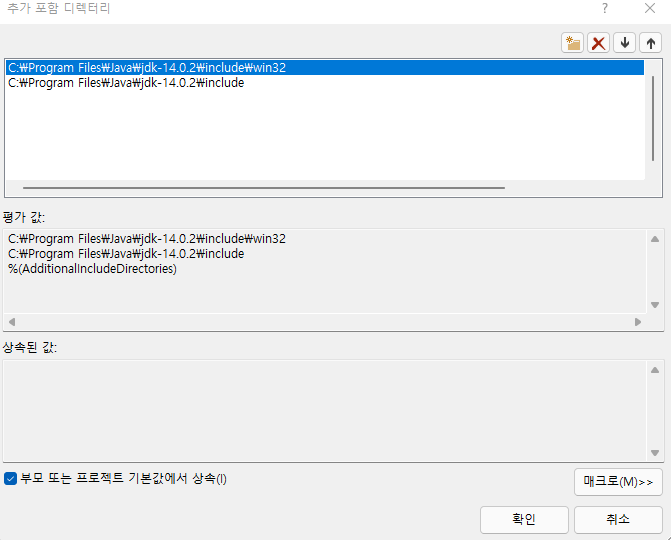 추가 포함 디렉터리
C:₩Program Files₩Java₩jdk-14.0.2₩include₩win32
C:₩Program Files₩Java₩jdk-14.0.2₩include
평가 값:
C:₩Program Files₩Java₩jdk-14.0.2₩include₩win32
C:₩Program Files₩Java₩jdk-14.0.2₩include
%(AdditionalIncludeDirectories)
상속된 값:
부모 또는 프로젝트 기본값에서 상속(I)
매크로(M)>>
확인
취소